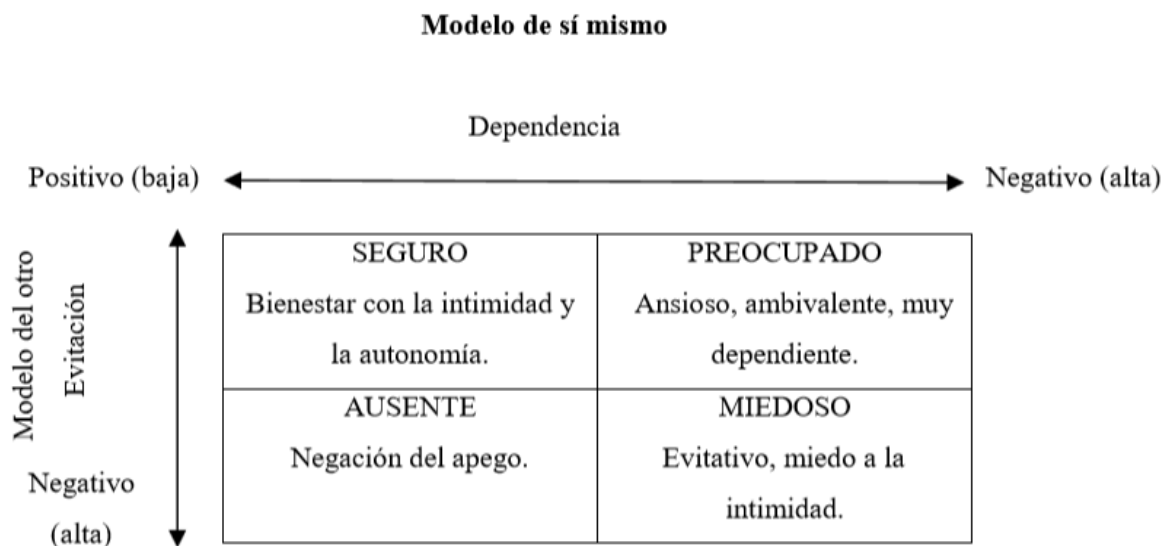 Modelo de sí mismo
Dependencia
Positivo (baja)
Negativo (alta)
Modelo del otro
Evitación
Negativo
(alta)
SEGURO
Bienestar con la intimidad y
la autonomía.
PREOCUPADO
Ansioso, ambivalente, muy
dependiente.
AUSENTE
Negación del apego.
MIEDOSO
Evitativo, miedo a la
intimidad.